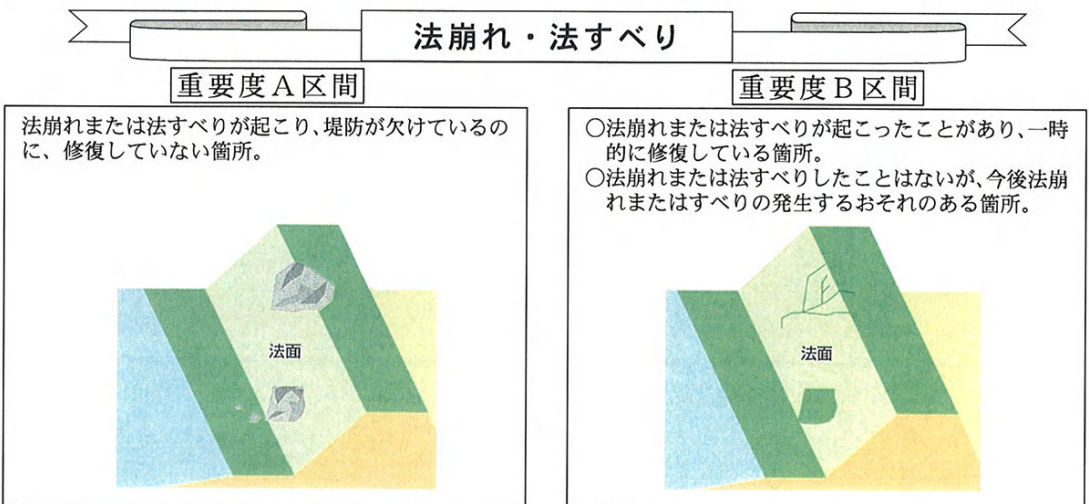 法崩れ・法すべり
重要度A区間
法崩れまたは法すべりが起こり、堤防が欠けているの
に、修復していない箇所。
法面
重要度B区間
○法崩れまたは法すべりが起こったことがあり、一時
的に修復している箇所。
○法崩れまたは法すべりしたことはないが、今後法崩
れまたはすべりの発生するおそれのある箇所。
法面